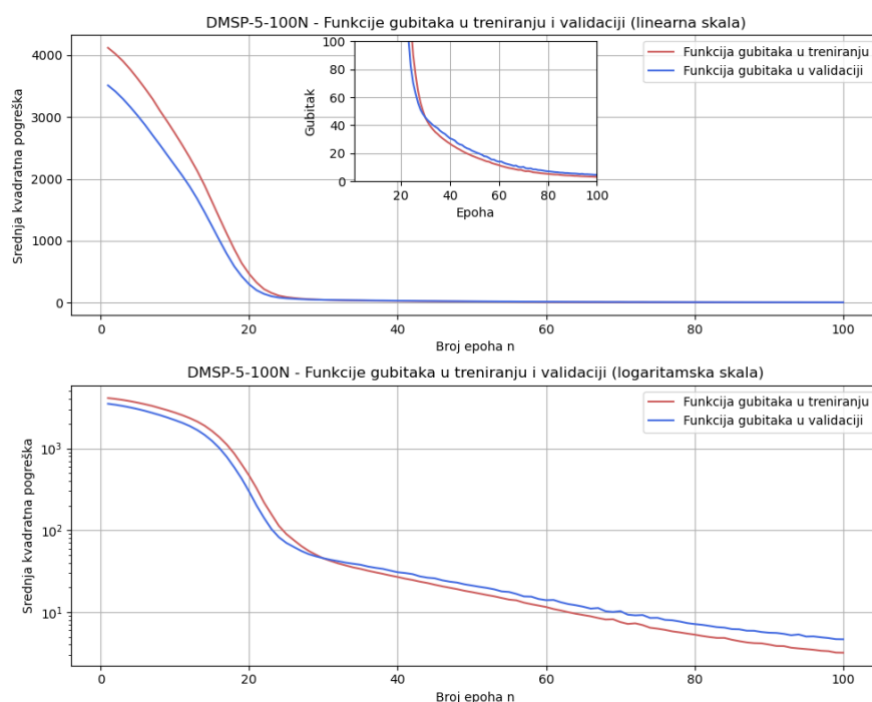 DMSP-5-100N - Funkcije gubitaka u treniranju i validaciji (linearna skala)
Srednja kvadratna pogreška
4000
3000
2000
1000
0
0
20
40
60
80
100
Broj epoha n
Gubitak
100
80
60
40
20
0
20
40
60
80
100
Epoha
Funkcija gubitaka u treniranju
Funkcija gubitaka u validaciji
DMSP-5-100N - Funkcije gubitaka u treniranju i validaciji (logaritamska skala)
Srednja kvadratna pogreška
10³
10²
10¹
0
20
40
60
80
100
Broj epoha n
Funkcija gubitaka u treniranju
Funkcija gubitaka u validaciji